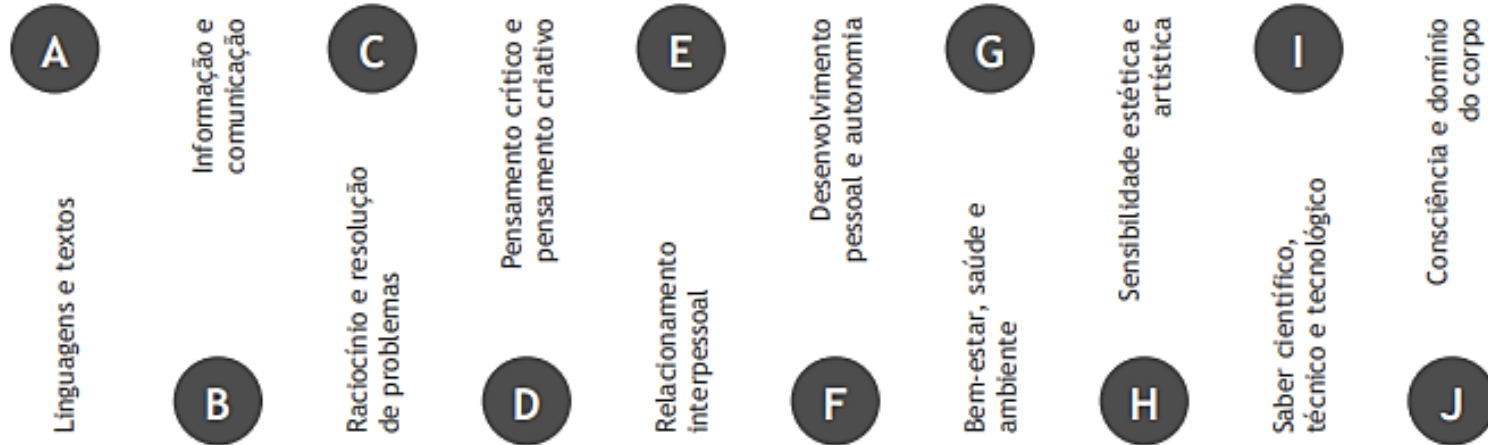 A
Linguagens e textos
B
Informação e
comunicação
C
Raciocínio e resolução
de problemas
D
Pensamento crítico e
pensamento criativo
E
Relacionamento
interpessoal
F
Desenvolvimento
pessoal e autonomia
G
Bem-estar, saúde e
ambiente
H
Sensibilidade estética e
artística
I
Saber científico,
técnico e tecnológico
J
Consciência e domínio
do corpo